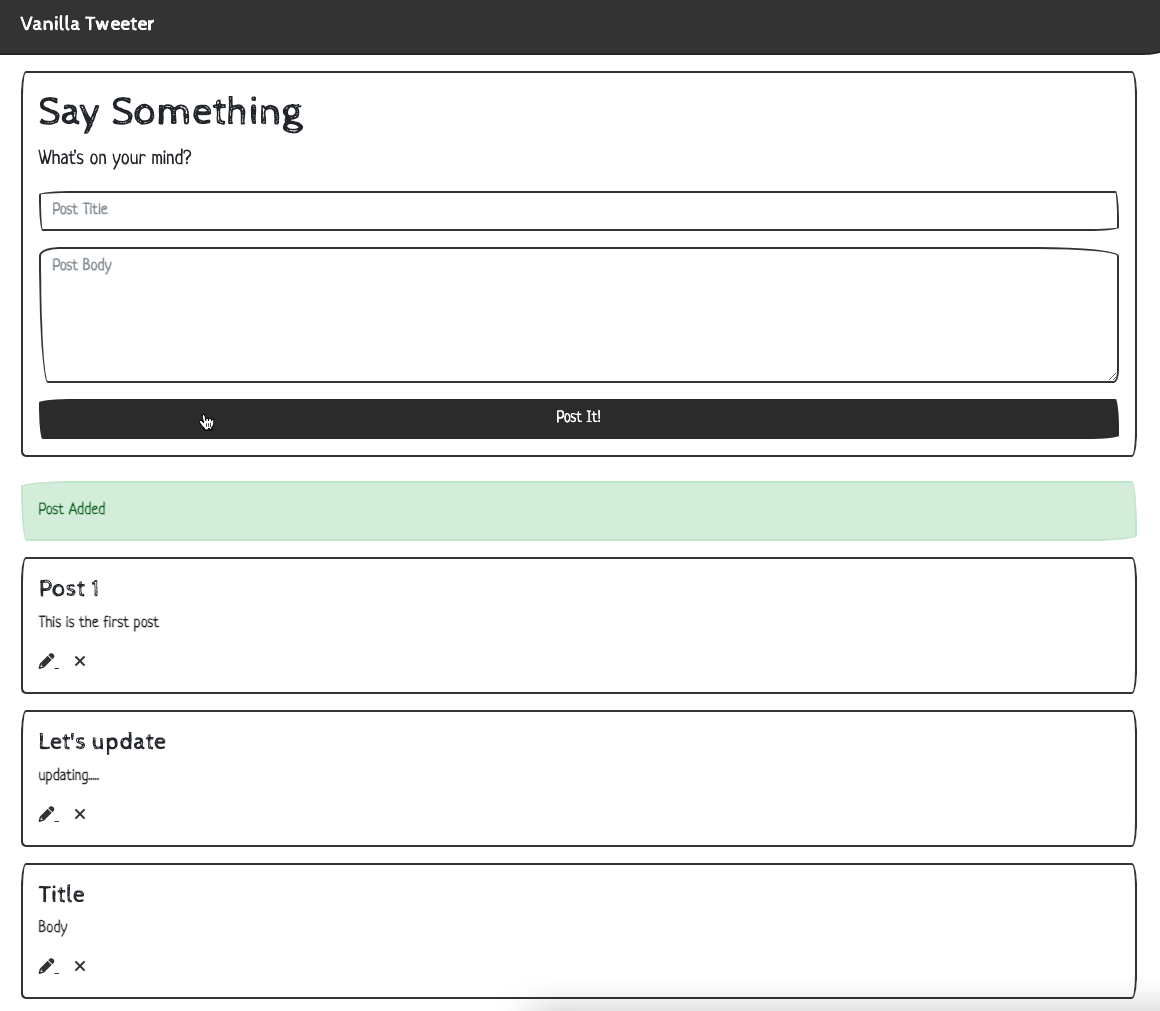 Vanilla Tweeter
Say Something
What's on your mind?
Post Title
Post Body
Post It!
Post Added
Post 1
This is the first post
Let's update
updating.....
Title
Body